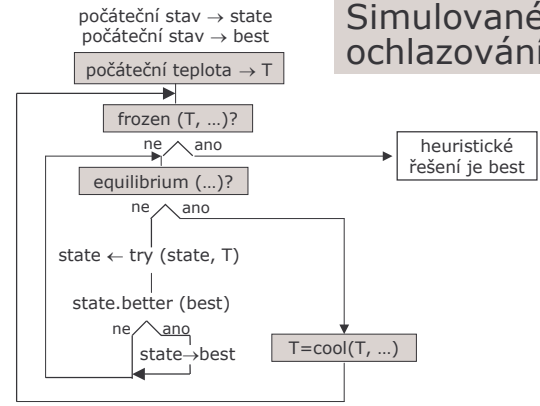 Simulované
ochlazování
počáteční stav → state
počáteční stav → best
počáteční teplota → T
frozen (T, …)?
ne
ano
heuristické
řešení je best
equilibrium (…)?
ne
ano
state ← try (state, T)
state.better (best)
ne
ano
state→best
T=cool(T, …)